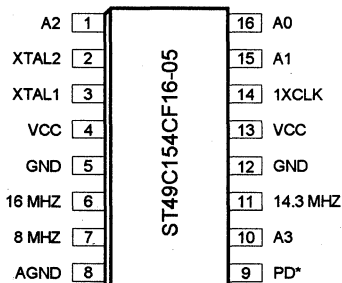 A2 1 16 A0
XTAL2 2 15 A1
XTAL1 3 14 1XCLK
VCC 4 13 VCC
GND 5 12 GND
16 MHZ 6 11 14.3 MHZ
8 MHZ 7 10 A3
AGND 8 9 PD*
ST49C154CF16-05